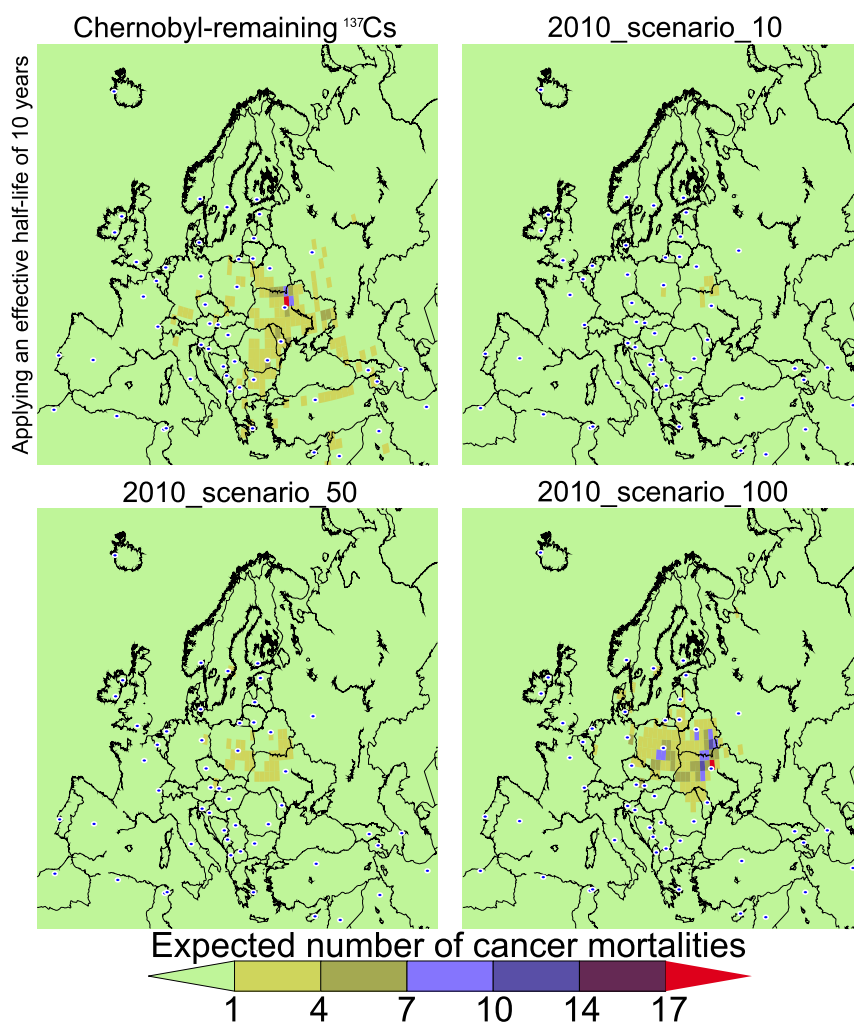 Chernobyl-remaining ¹³⁷Cs
2010_scenario_10
Applying an effective half-life of 10 years
2010_scenario_50
2010_scenario_100
Expected number of cancer mortalities
1 4 7 10 14 17